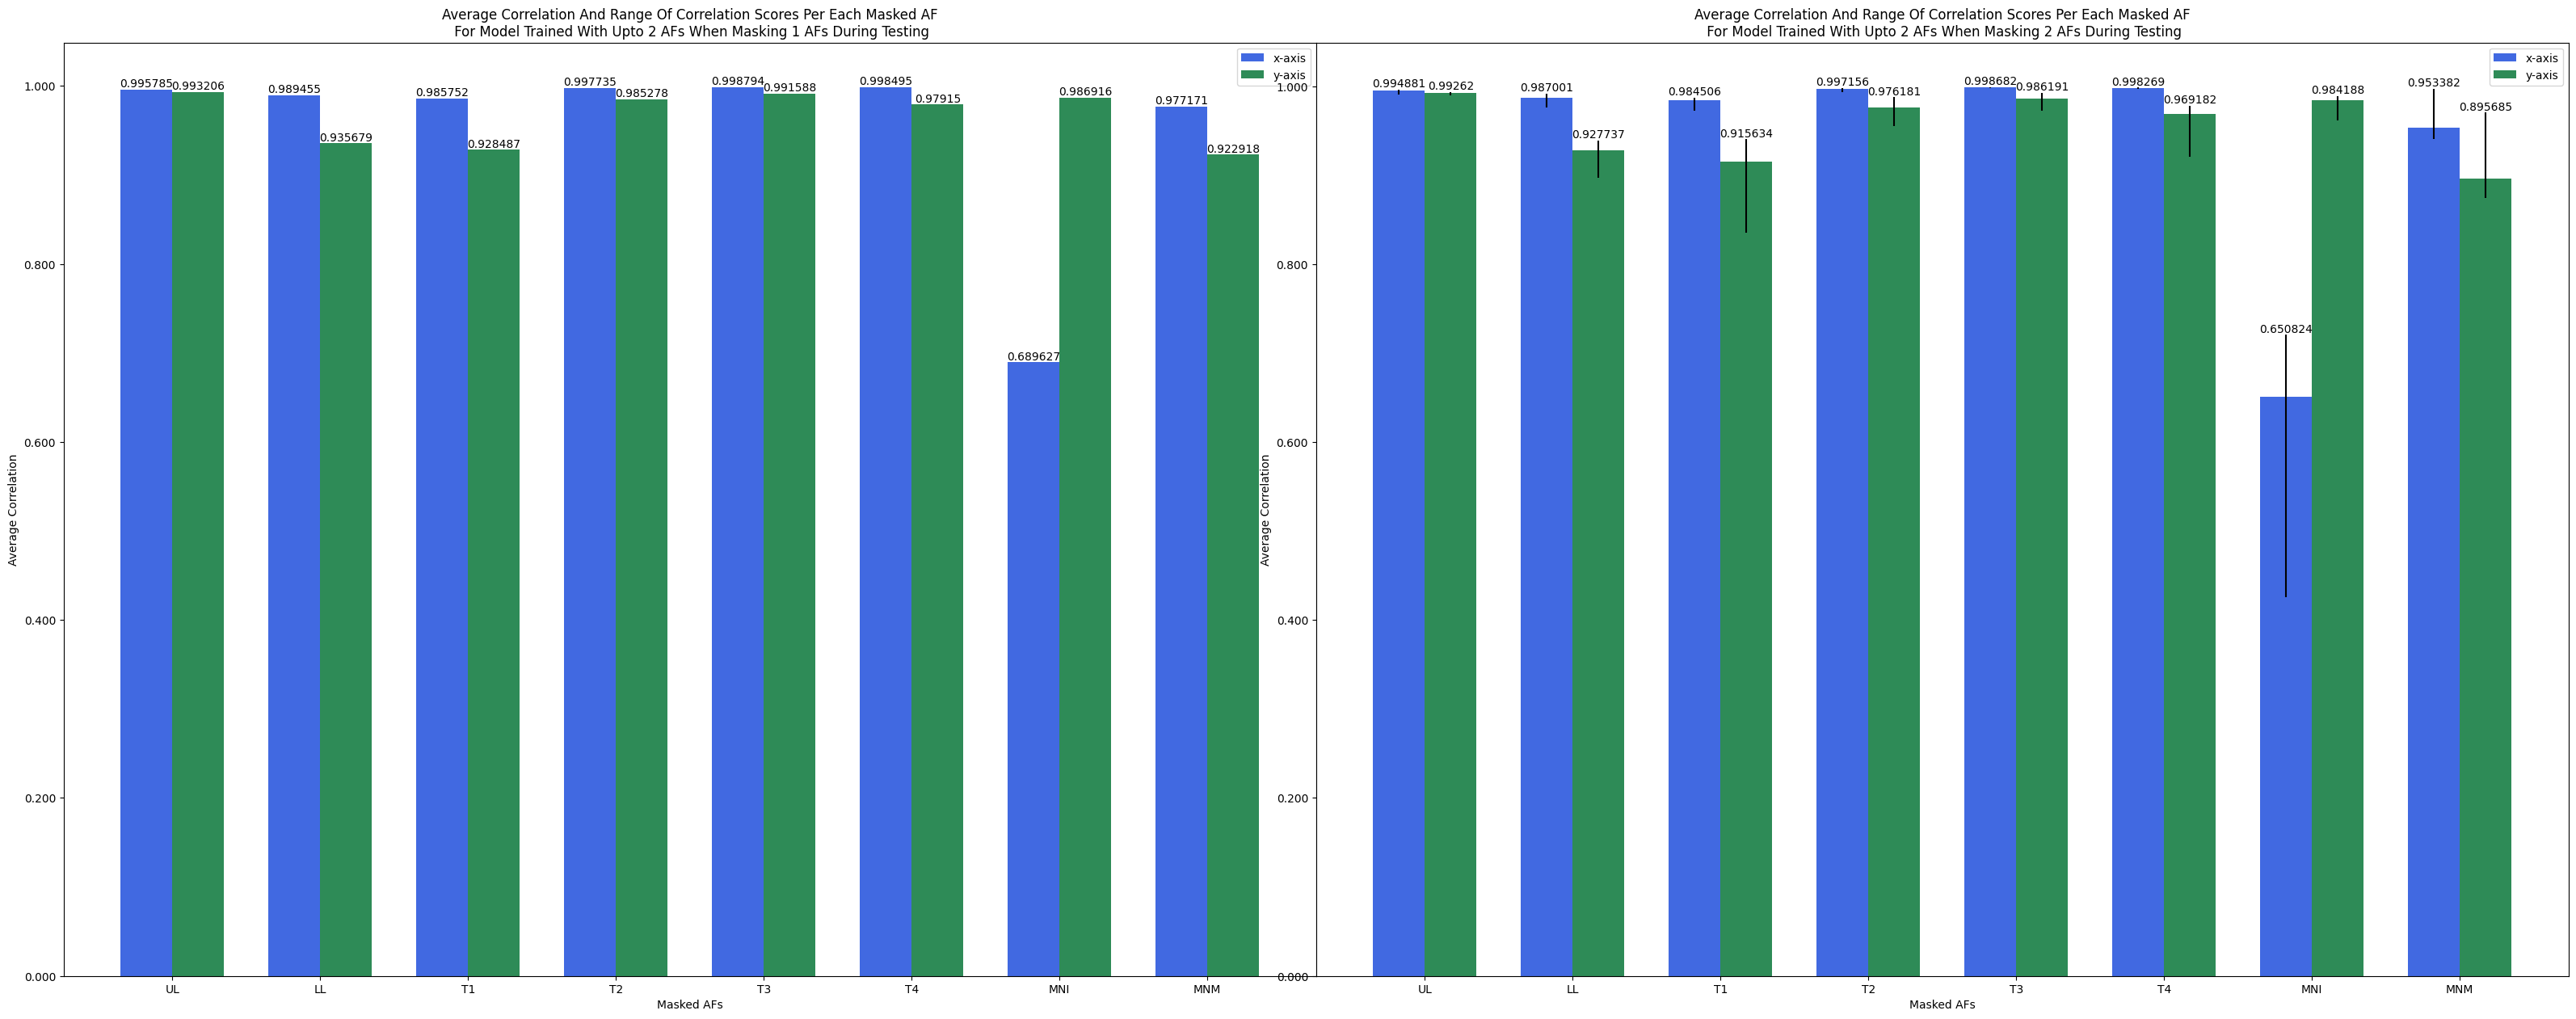 Average Correlation And Range Of Correlation Scores Per Each Masked AF
For Model Trained With Upto 2 AFs When Masking 1 AFs During Testing
x-axis
y-axis
1.000
0.800
0.600
0.400
0.200
0.000
Average Correlation
0.995785
0.993206
0.989455
0.935679
0.985752
0.928487
0.997735
0.985278
0.998794
0.991588
0.998495
0.97915
0.689627
0.986916
0.977171
0.922918
UL
LL
T1
T2
T3
T4
MNI
MNM
Masked AFs
Average Correlation And Range Of Correlation Scores Per Each Masked AF
For Model Trained With Upto 2 AFs When Masking 2 AFs During Testing
x-axis
y-axis
1.000
0.800
0.600
0.400
0.200
0.000
Average Correlation
0.994881
0.99262
0.987001
0.927737
0.984506
0.915634
0.997156
0.976181
0.998682
0.986191
0.998269
0.969182
0.650824
0.984188
0.953382
0.895685
UL
LL
T1
T2
T3
T4
MNI
MNM
Masked AFs